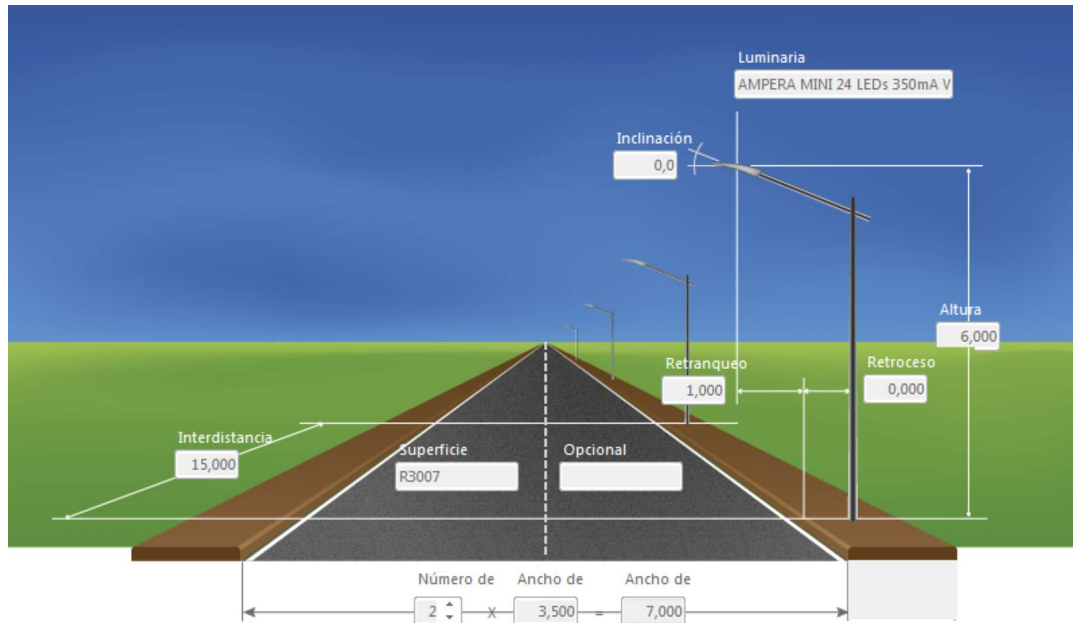 Luminaria
AMPERA MINI 24 LEDs 350mA V
Inclinación
0,0
Altura
6,000
Retranqueo
1,000
Retroceso
0,000
Interdistancia
15,000
Superficie
R3007
Opcional
Número de
Ancho de
Ancho de
2 x 3,500 = 7,000